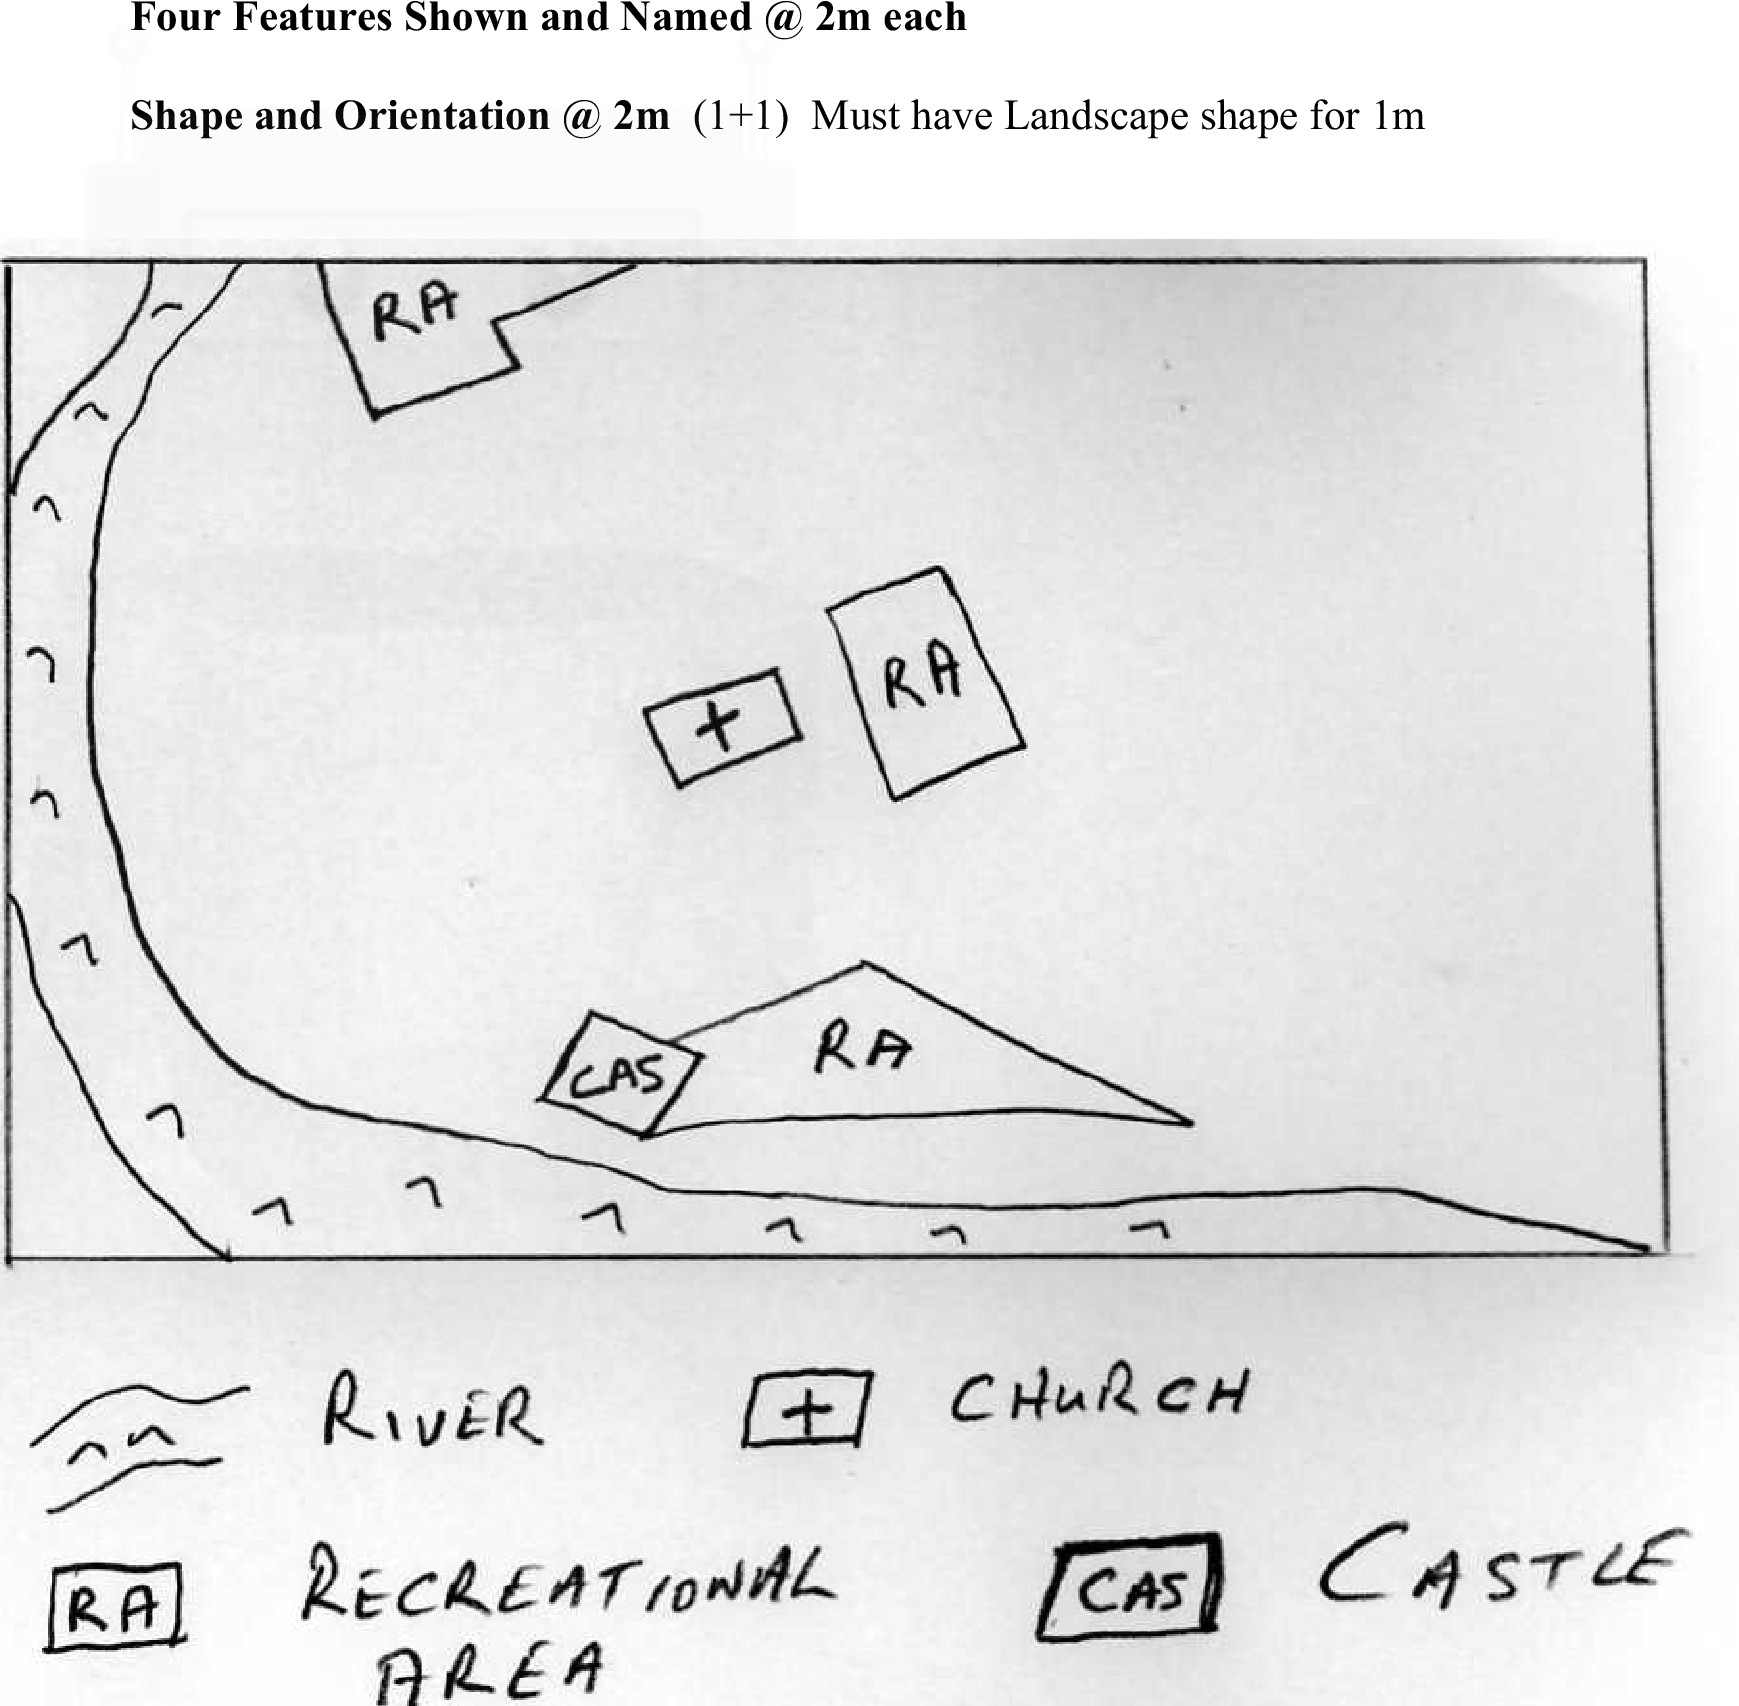 Four Features Shown and Named @ 2m each
Shape and Orientation @ 2m (1+1) Must have Landscape shape for 1m
RA
RA
+
RA
CAS
RIVER
+
CHURCH
RA
RECREATIONAL
AREA
CAS
CASTLE